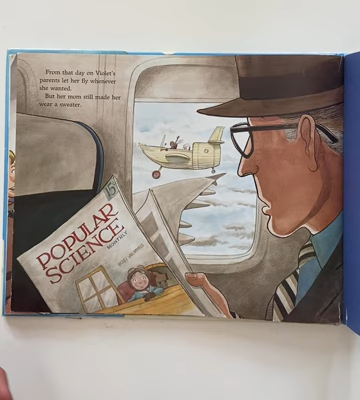 From that day on Violet's
parents let her fly whenever
she wanted.
But her mom still made her
wear a sweater.
15¢
POPULAR
SCIENCE
MONTHLY